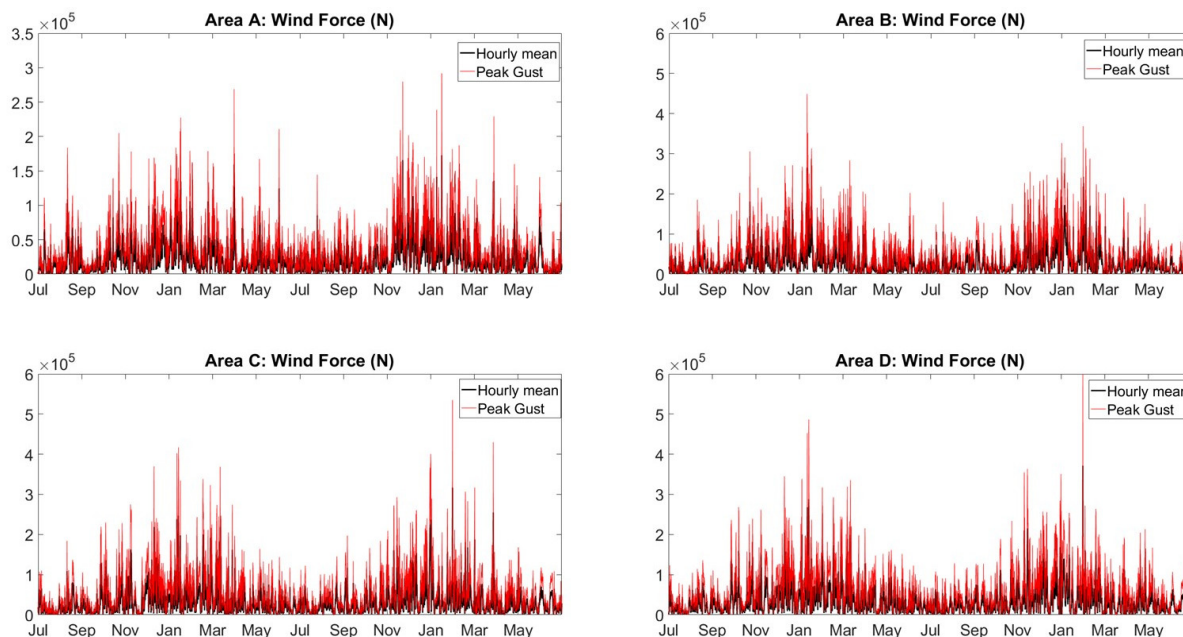 Area A: Wind Force (N)
×10^5
3.5
3
2.5
2
1.5
1
0.5
0
Hourly mean
Peak Gust
Jul Sep Nov Jan Mar May Jul Sep Nov Jan Mar May
Area B: Wind Force (N)
×10^5
6
5
4
3
2
1
0
Hourly mean
Peak Gust
Jul Sep Nov Jan Mar May Jul Sep Nov Jan Mar May
Area C: Wind Force (N)
×10^5
6
5
4
3
2
1
0
Hourly mean
Peak Gust
Jul Sep Nov Jan Mar May Jul Sep Nov Jan Mar May
Area D: Wind Force (N)
×10^5
6
5
4
3
2
1
0
Hourly mean
Peak Gust
Jul Sep Nov Jan Mar May Jul Sep Nov Jan Mar May